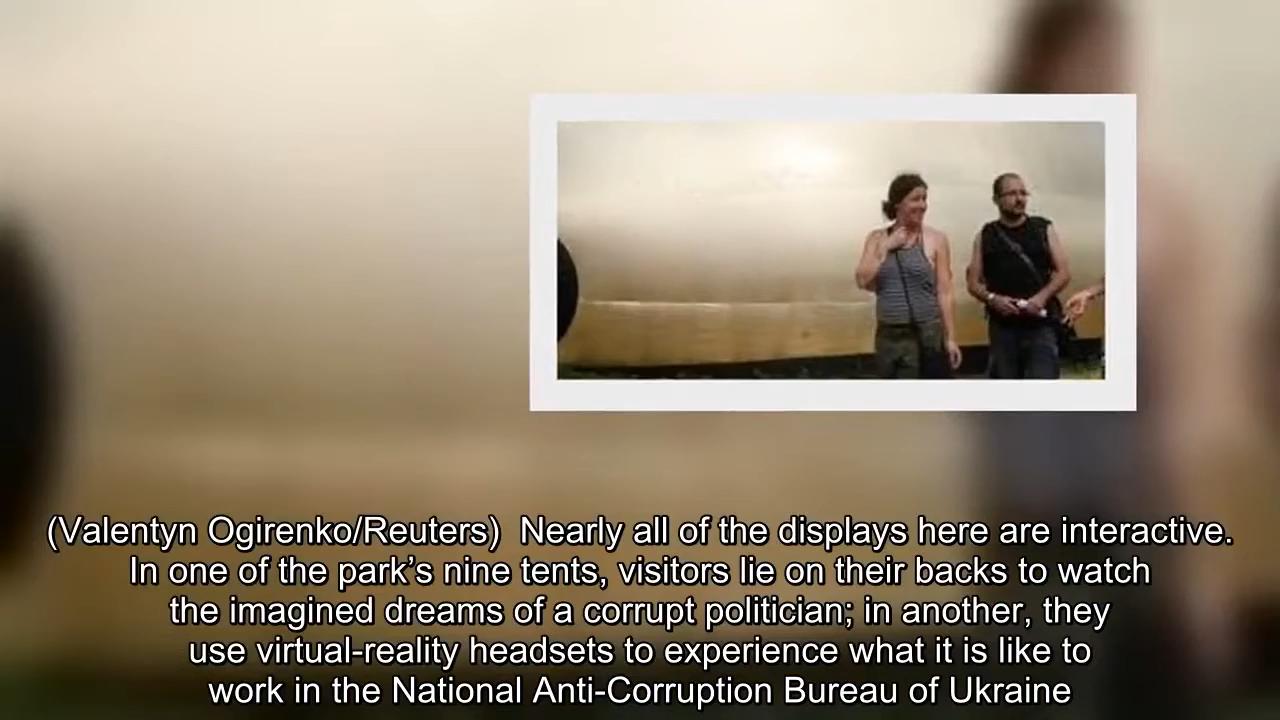 (Valentyn Ogirenko/Reuters)  Nearly all of the displays here are interactive.
In one of the park’s nine tents, visitors lie on their backs to watch
the imagined dreams of a corrupt politician; in another, they
use virtual-reality headsets to experience what it is like to
work in the National Anti-Corruption Bureau of Ukraine